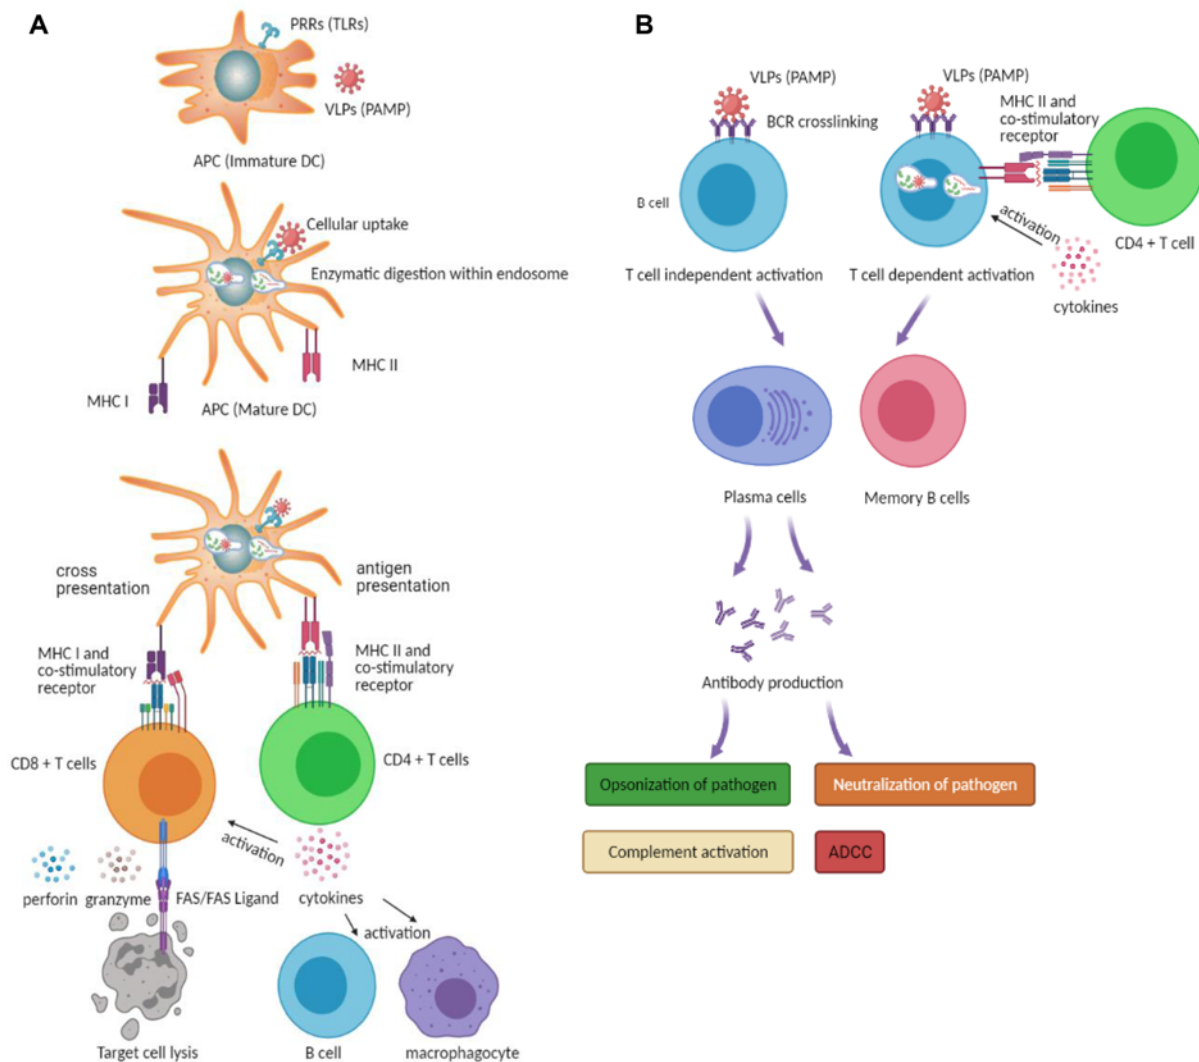 A
PRRs (TLRs)
VLPs (PAMP)
APC (Immature DC)
Cellular uptake
Enzymatic digestion within endosome
MHC II
MHC I
APC (Mature DC)
cross
presentation
antigen
presentation
MHC I and
co-stimulatory
receptor
MHC II and
co-stimulatory
receptor
CD8 + T cells
CD4 + T cells
activation
perforin
granzyme
FAS/FAS Ligand
cytokines
activation
Target cell lysis
B cell
macrophagocyte
B
VLPs (PAMP)
VLPs (PAMP)
BCR crosslinking
MHC II and
co-stimulatory
receptor
B cell
activation
CD4 + T cell
T cell independent activation
T cell dependent activation
cytokines
Plasma cells
Memory B cells
Antibody production
Opsonization of pathogen
Neutralization of pathogen
Complement activation
ADCC